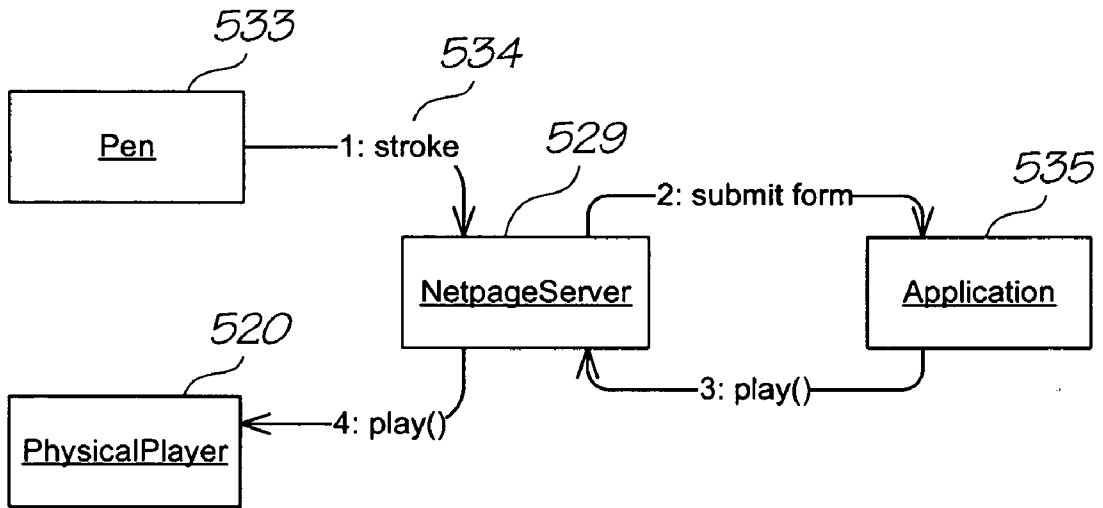 533
534
Pen
1: stroke
529
535
2: submit form
NetpageServer
Application
520
3: play()
4: play()
PhysicalPlayer